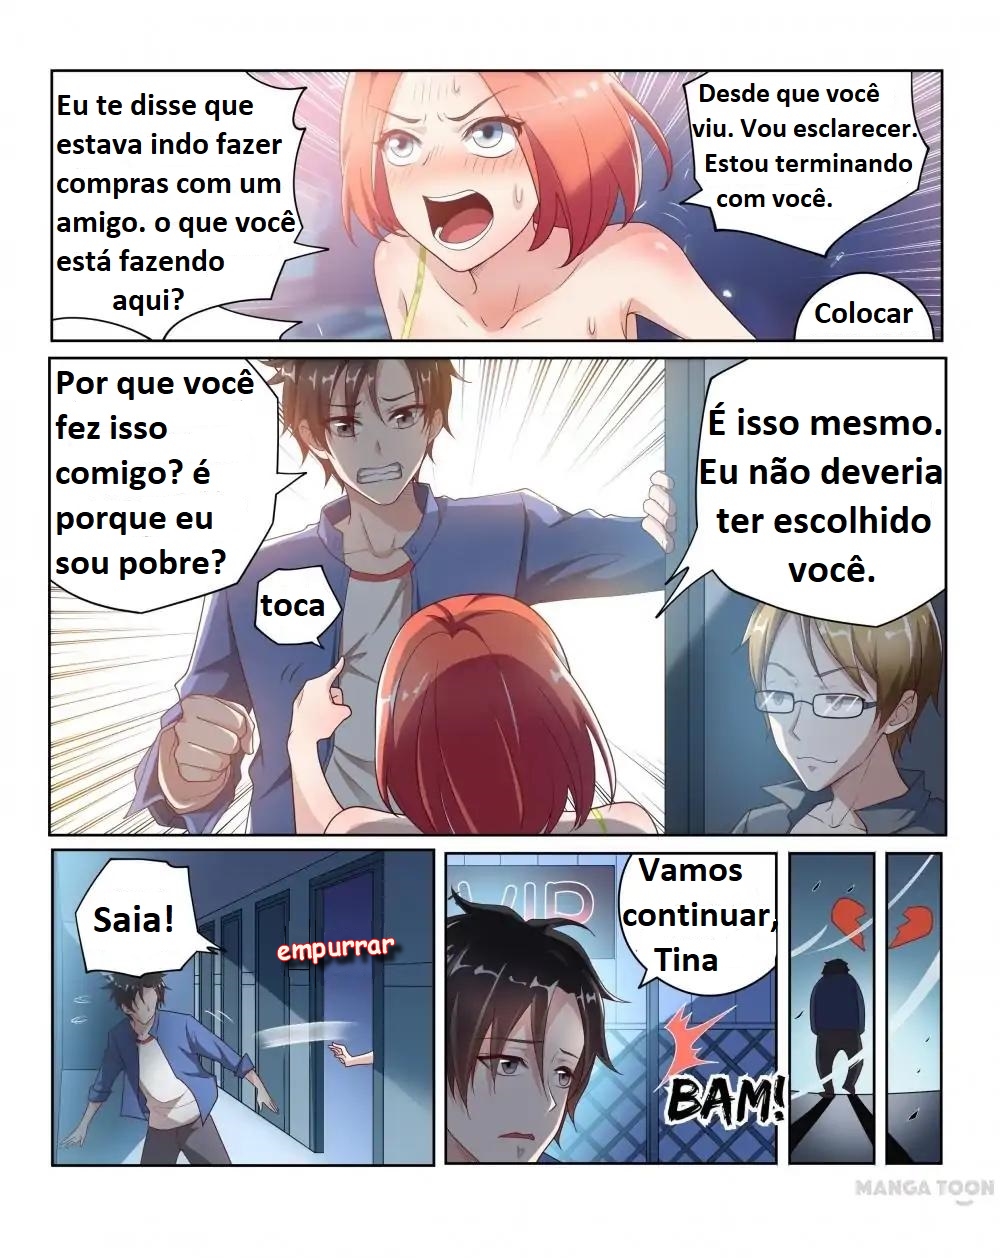 Eu te disse que
estava indo fazer
compras com um
amigo. o que você
está fazendo
aqui?
Desde que você
viu. Vou esclarecer.
Estou terminando
com você.
Colocar
Por que você
fez isso
comigo? é
porque eu
sou pobre?
É isso mesmo.
Eu não deveria
ter escolhido
você.
toca
Saia!
empurrar
VIP
Vamos
continuar,
Tina
BAM!
MANGA TOON